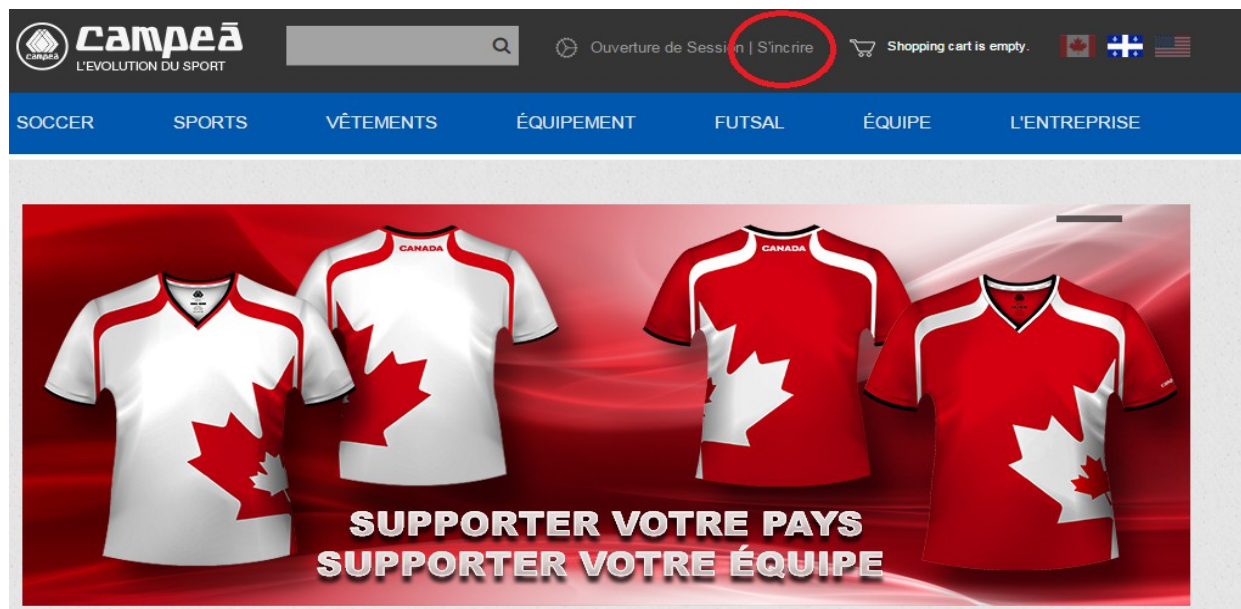 campeã
campeã
L'EVOLUTION DU SPORT
Ouverture de Session | S'incrire
Shopping cart is empty.
SOCCER SPORTS VÊTEMENTS ÉQUIPEMENT FUTSAL ÉQUIPE L'ENTREPRISE
CANADA
CANADA
SUPPORTER VOTRE PAYS
SUPPORTER VOTRE ÉQUIPE